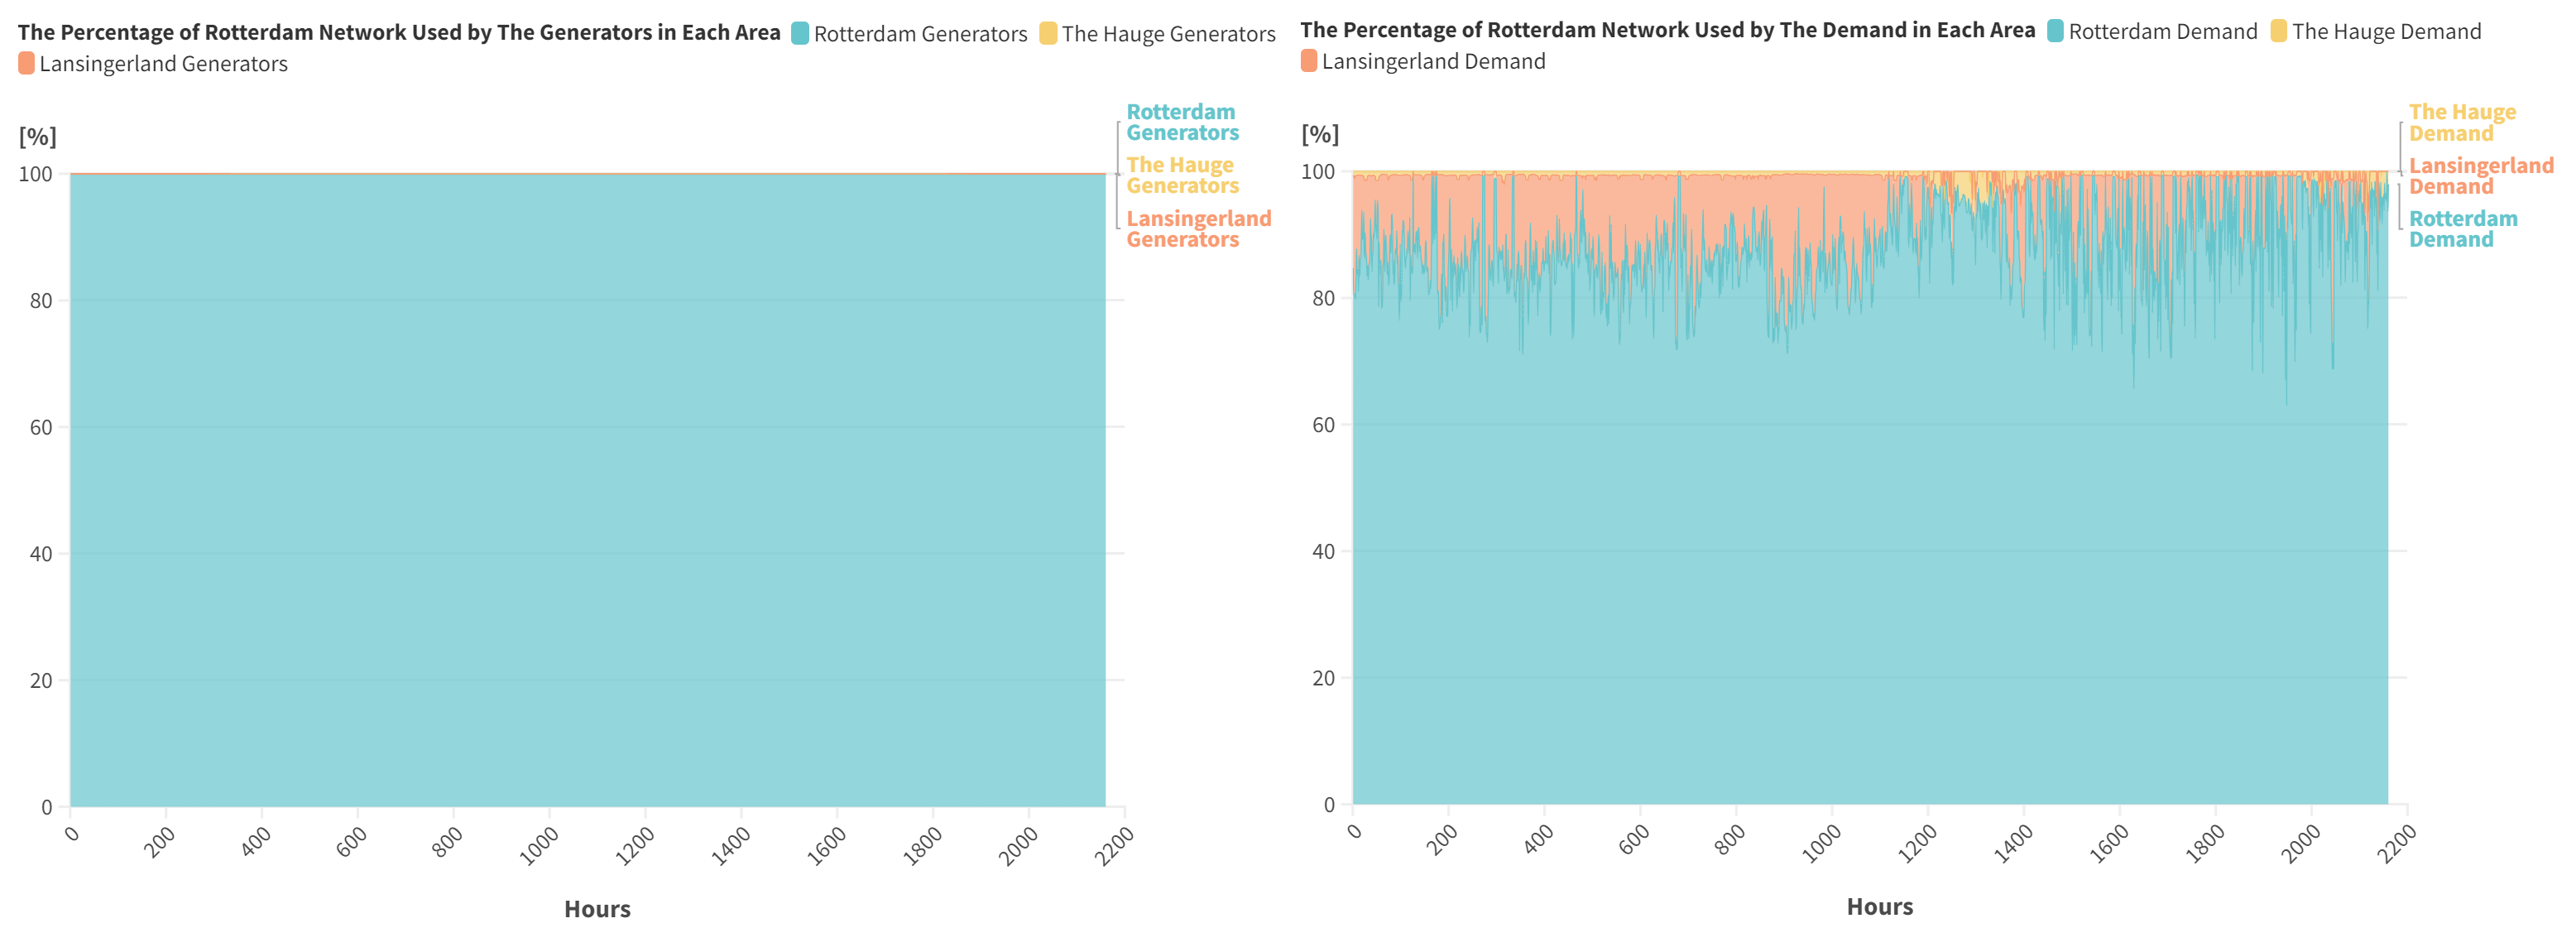 The Percentage of Rotterdam Network Used by The Generators in Each Area Rotterdam Generators The Hauge Generators
Lansingerland Generators
[%]
100
80
60
40
20
0
0 200 400 600 800 1000 1200 1400 1600 1800 2000 2200
Hours
Rotterdam
Generators
The Hauge
Generators
Lansingerland
Generators
The Percentage of Rotterdam Network Used by The Demand in Each Area Rotterdam Demand The Hauge Demand
Lansingerland Demand
[%]
100
80
60
40
20
0
0 200 400 600 800 1000 1200 1400 1600 1800 2000 2200
Hours
The Hauge
Demand
Lansingerland
Demand
Rotterdam
Demand